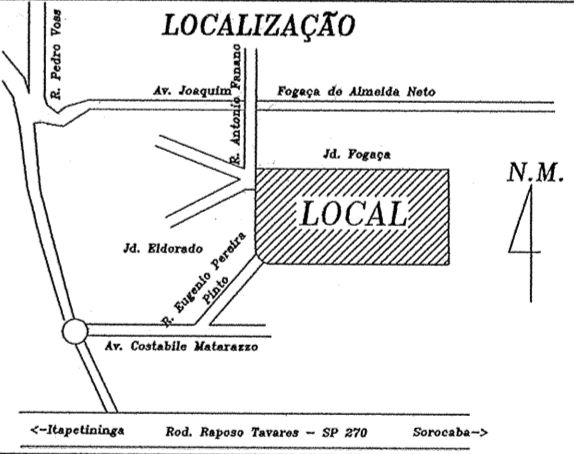 LOCALIZAÇÃO
R. Pedro Voss
Av. Joaquim Fogaça de Almeida Neto
R. Antonio Fanano
Jd. Fogaça
N.M.
LOCAL
Jd. Eldorado
R. Eugenio Pereira
Pinto
Av. Costabile Matarazzo
<-Itapetininga Rod. Raposo Tavares - SP 270 Sorocaba->